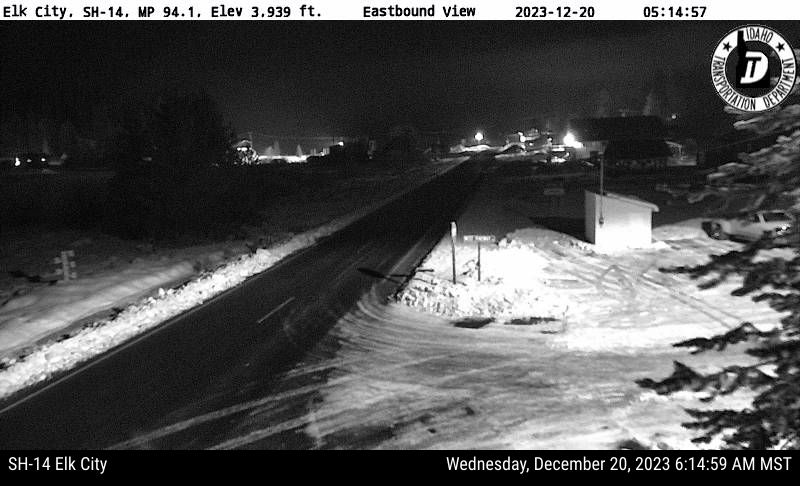 Elk City, SH-14, MP 94.1, Elev 3,939 ft. Eastbound View 2023-12-20 05:14:57
IDAHO
TRANSPORTATION DEPARTMENT
SH-14 Elk City Wednesday, December 20, 2023 6:14:59 AM MST